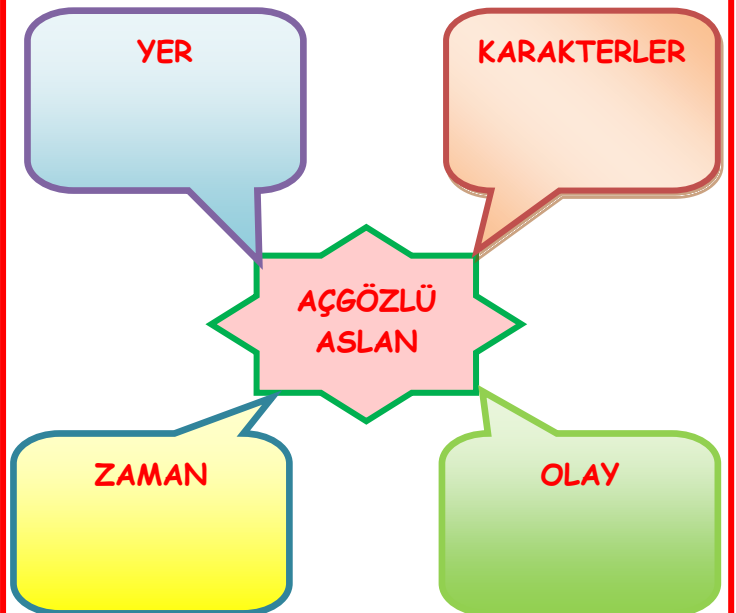 YER
KARAKTERLER
AÇGÖZLÜ
ASLAN
ZAMAN
OLAY